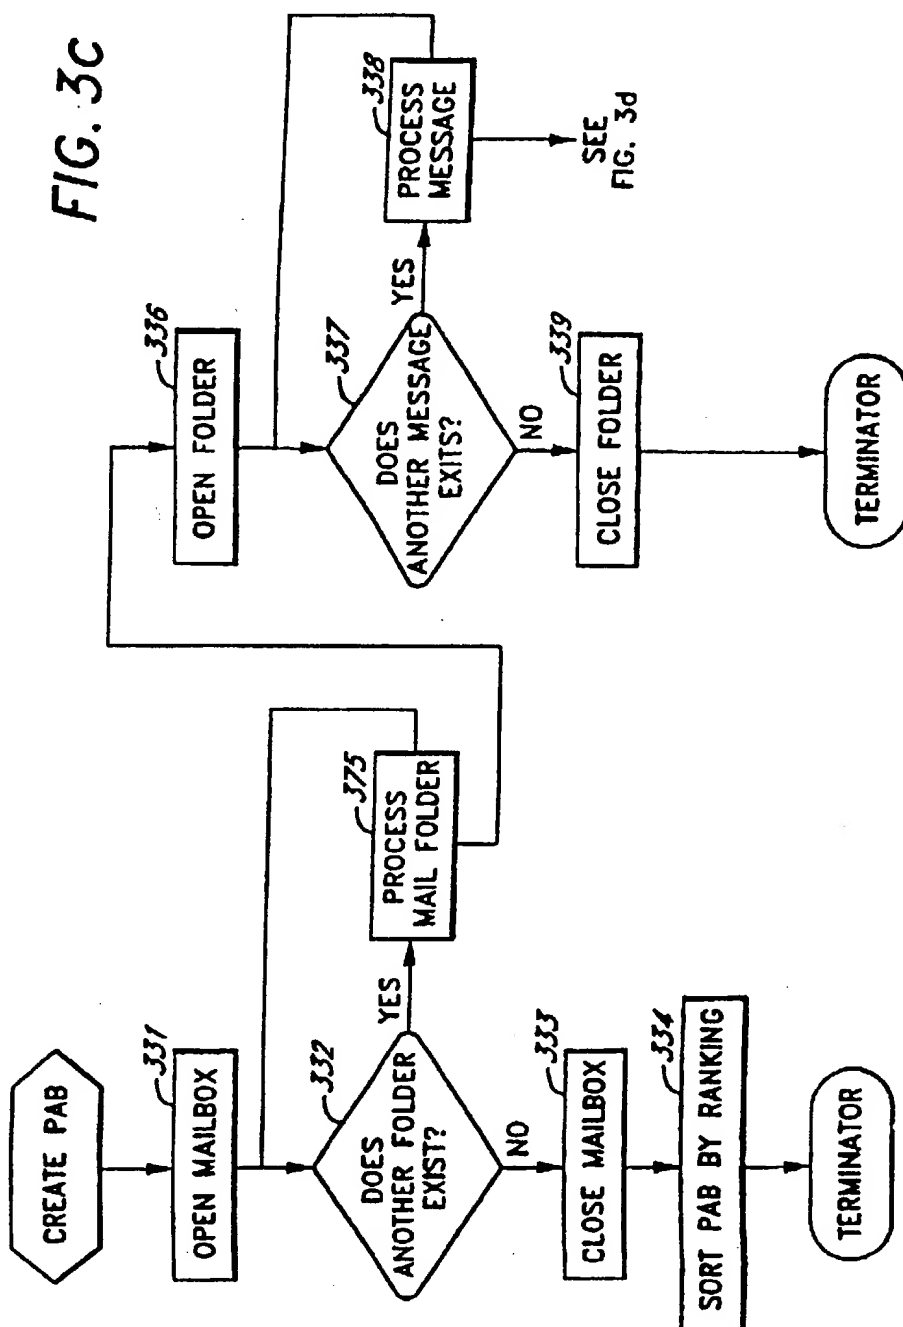 FIG. 3c
CREATE PAB
331
OPEN MAILBOX
332
DOES
ANOTHER FOLDER
EXIST?
YES
NO
375
PROCESS
MAIL FOLDER
333
CLOSE MAILBOX
334
SORT PAB BY RANKING
TERMINATOR
336
OPEN FOLDER
337
DOES
ANOTHER MESSAGE
EXITS?
YES
NO
338
PROCESS
MESSAGE
SEE
FIG. 3d
339
CLOSE FOLDER
TERMINATOR